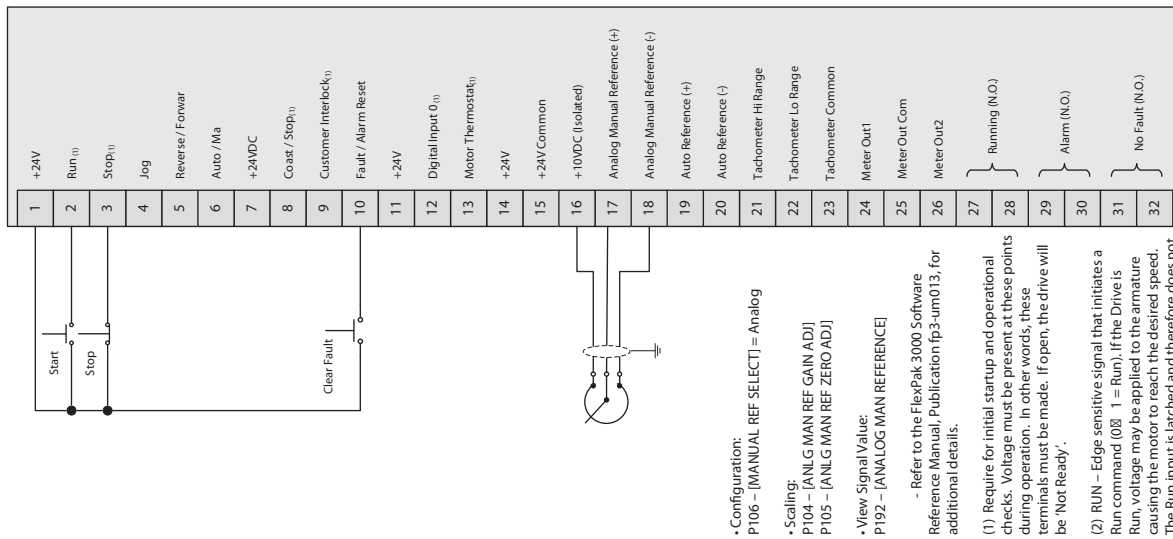 1 +24V
2 Run (1)
3 Stop(1)
4 Jog
5 Reverse / Forwar
6 Auto / Ma
7 +24VDC
8 Coast / Stop(1)
9 Customer Interlock(1)
10 Fault / Alarm Reset
11 +24V
12 Digital Input 0 (1)
13 Motor Thermostat(1)
14 +24V
15 +24V Common
16 +10VDC (Isolated)
17 Analog Manual Reference (+)
18 Analog Manual Reference (-)
19 Auto Reference (+)
20 Auto Reference (-)
21 Tachometer Hi Range
22 Tachometer Lo Range
23 Tachometer Common
24 Meter Out1
25 Meter Out Com
26 Meter Out2
27
28
Running (N.O.)
29
30
Alarm (N.O.)
31
32
No Fault (N.O.)
Start
Stop
Clear Fault
• Configuration:
P106 – [MANUAL REF SELECT] = Analog
• Scaling:
P104 – [ANLG MAN REF GAIN ADJ]
P105 – [ANLG MAN REF ZERO ADJ]
• View Signal Value:
P192 – [ANALOG MAN REFERENCE]
- Refer to the FlexPak 3000 Software
Reference Manual, Publication fp3-um013, for
additional details.
(1) Require for initial startup and operational
checks. Voltage must be present at these points
during operation. In other words, these
terminals must be made. If open, the drive will
be ‘Not Ready’.
(2) RUN – Edge sensitive signal that initiates a
Run command (0 1 = Run). If the Drive is
Run, voltage may be applied to the armature
causing the motor to reach the desired speed.
The Run input is latched and therefore does not